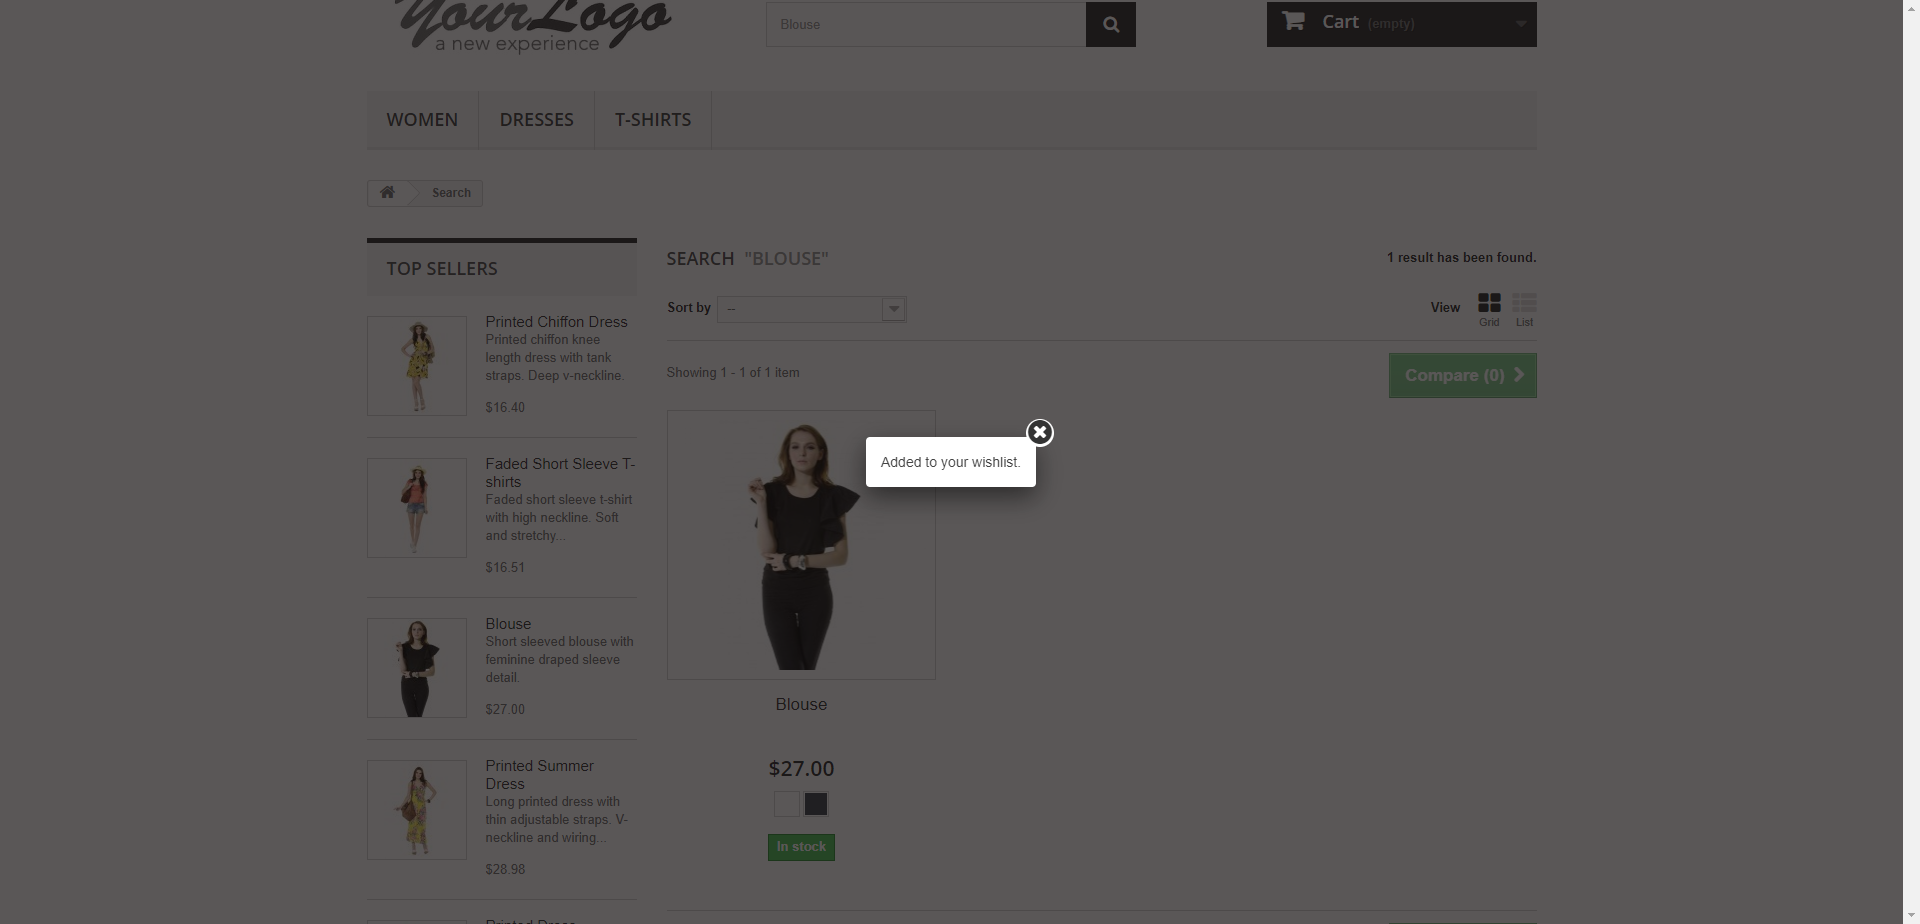 YourLogo
a new experience
Blouse
Cart (empty)
WOMEN
DRESSES
T-SHIRTS
Search
TOP SELLERS
Printed Chiffon Dress
Printed chiffon knee
length dress with tank
straps. Deep v-neckline.
$16.40
Faded Short Sleeve T-
shirts
Faded short sleeve t-shirt
with high neckline. Soft
and stretchy...
$16.51
Blouse
Short sleeved blouse with
feminine draped sleeve
detail.
$27.00
Printed Summer
Dress
Long printed dress with
thin adjustable straps. V-
neckline and wiring...
$28.98
Printed Dress
SEARCH "BLOUSE"
1 result has been found.
Sort by --
View
Grid
List
Showing 1 - 1 of 1 item
Compare (0)
Added to your wishlist.
Blouse
$27.00
In stock